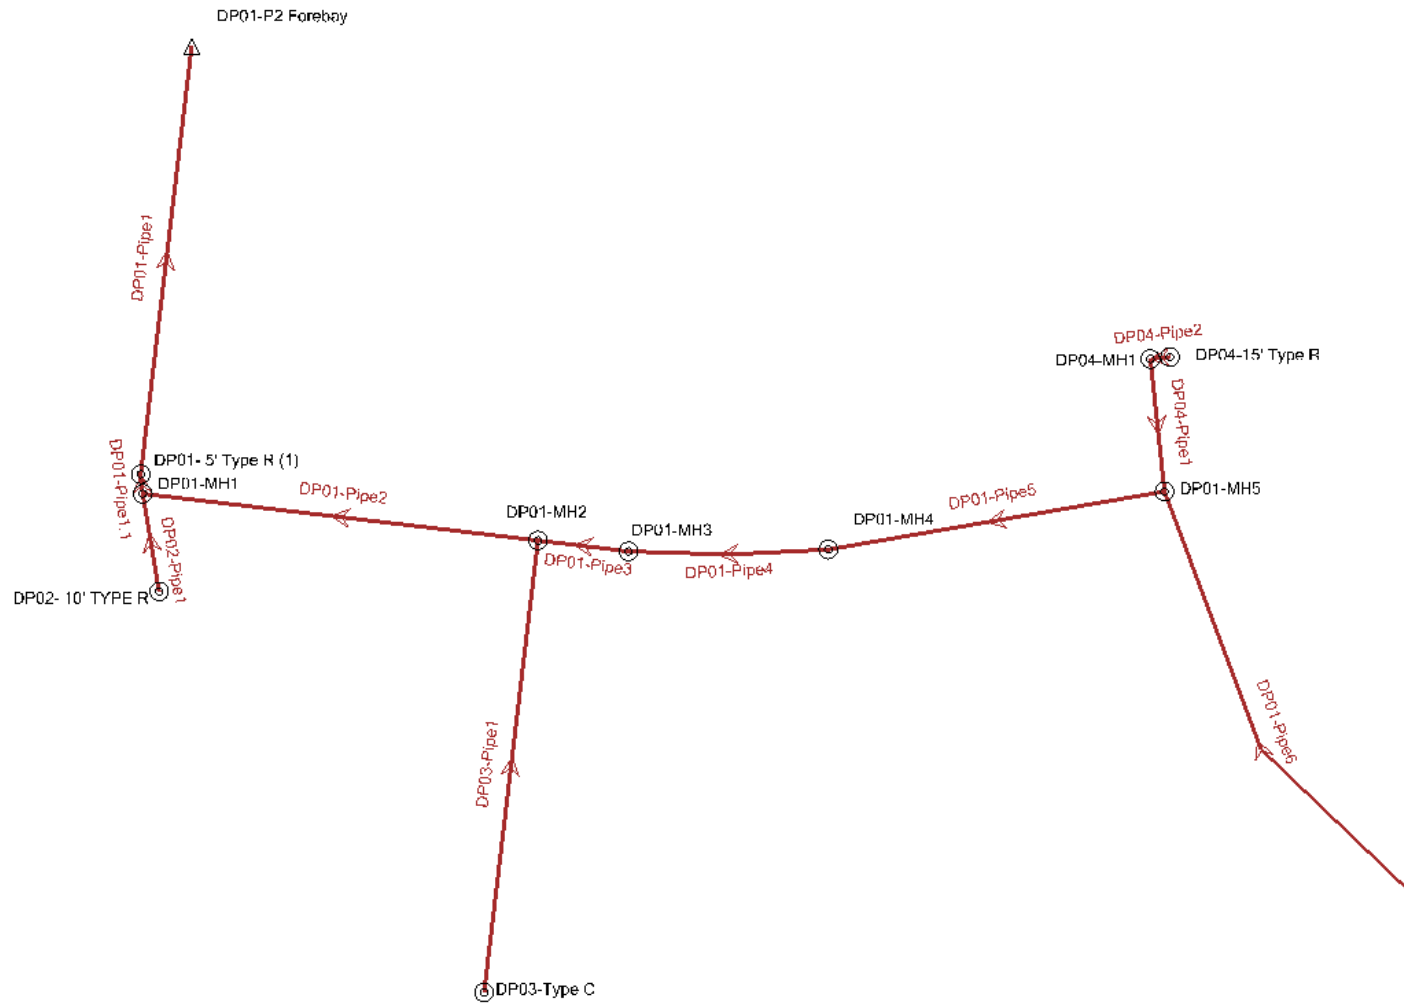 DP01-P2 Forebay
DP01-Pipe1
DP04-Pipe2
DP04-MH1
DP04-15' Type R
DP04-Pipe1
DP01- 5' Type R (1)
DP01-MH1
DP01-Pipe1.1
DP01-Pipe2
DP01-MH5
DP01-Pipe5
DP01-MH2
DP01-MH3
DP01-MH4
DP02-Pipe1
DP01-Pipe3
DP01-Pipe4
DP02- 10' TYPE R
DP01-Pipe6
DP03-Pipe1
DP03-Type C